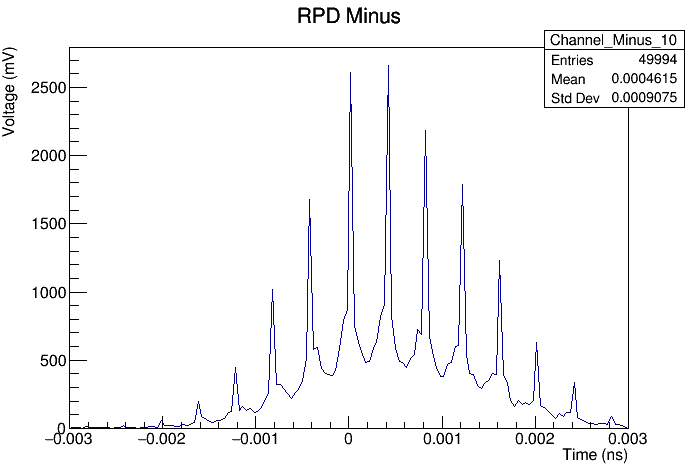 RPD Minus
Channel_Minus_10
Entries 49994
Mean 0.0004615
Std Dev 0.0009075
Voltage (mV)
2500
2000
1500
1000
500
0
−0.003 −0.002 −0.001 0 0.001 0.002 0.003
Time (ns)